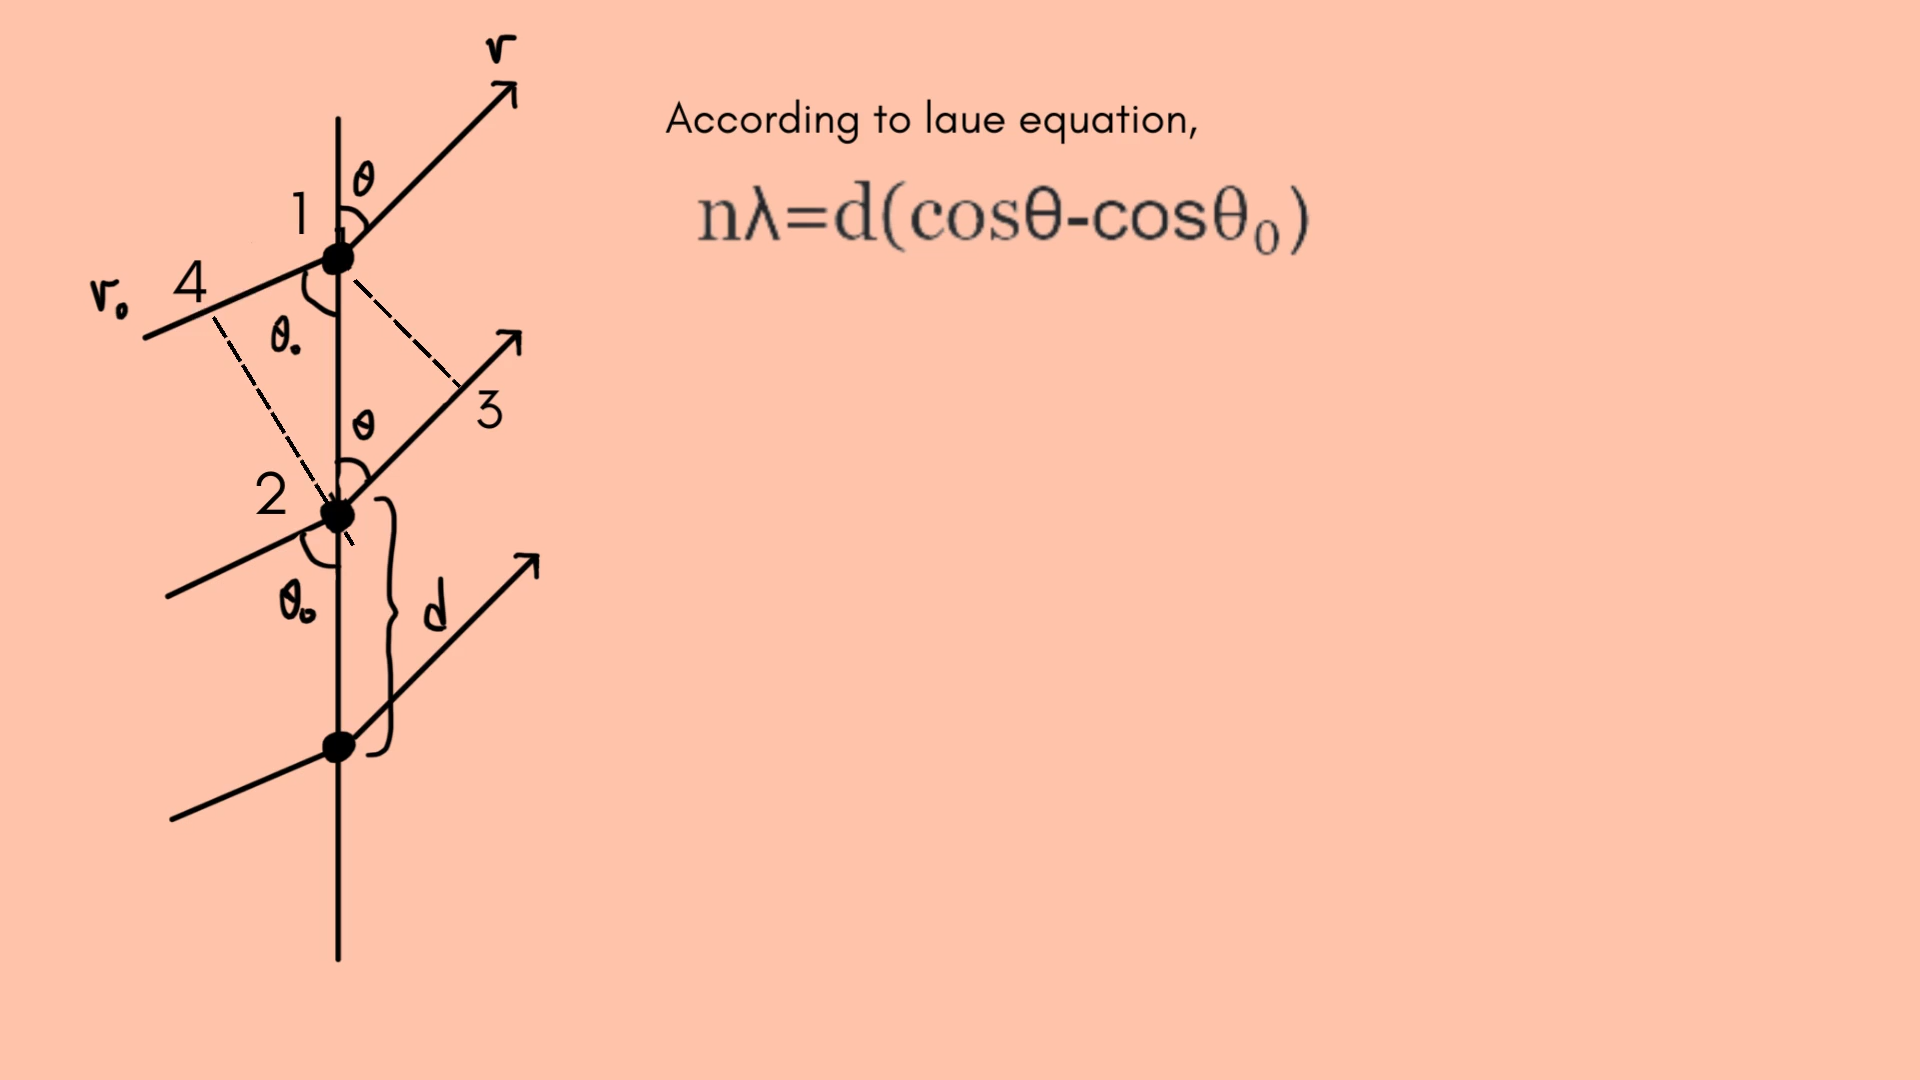 r
According to laue equation,
θ
1
nλ=d(cosθ-cosθ₀)
4
r₀
θ₀
3
θ
2
d
θ₀